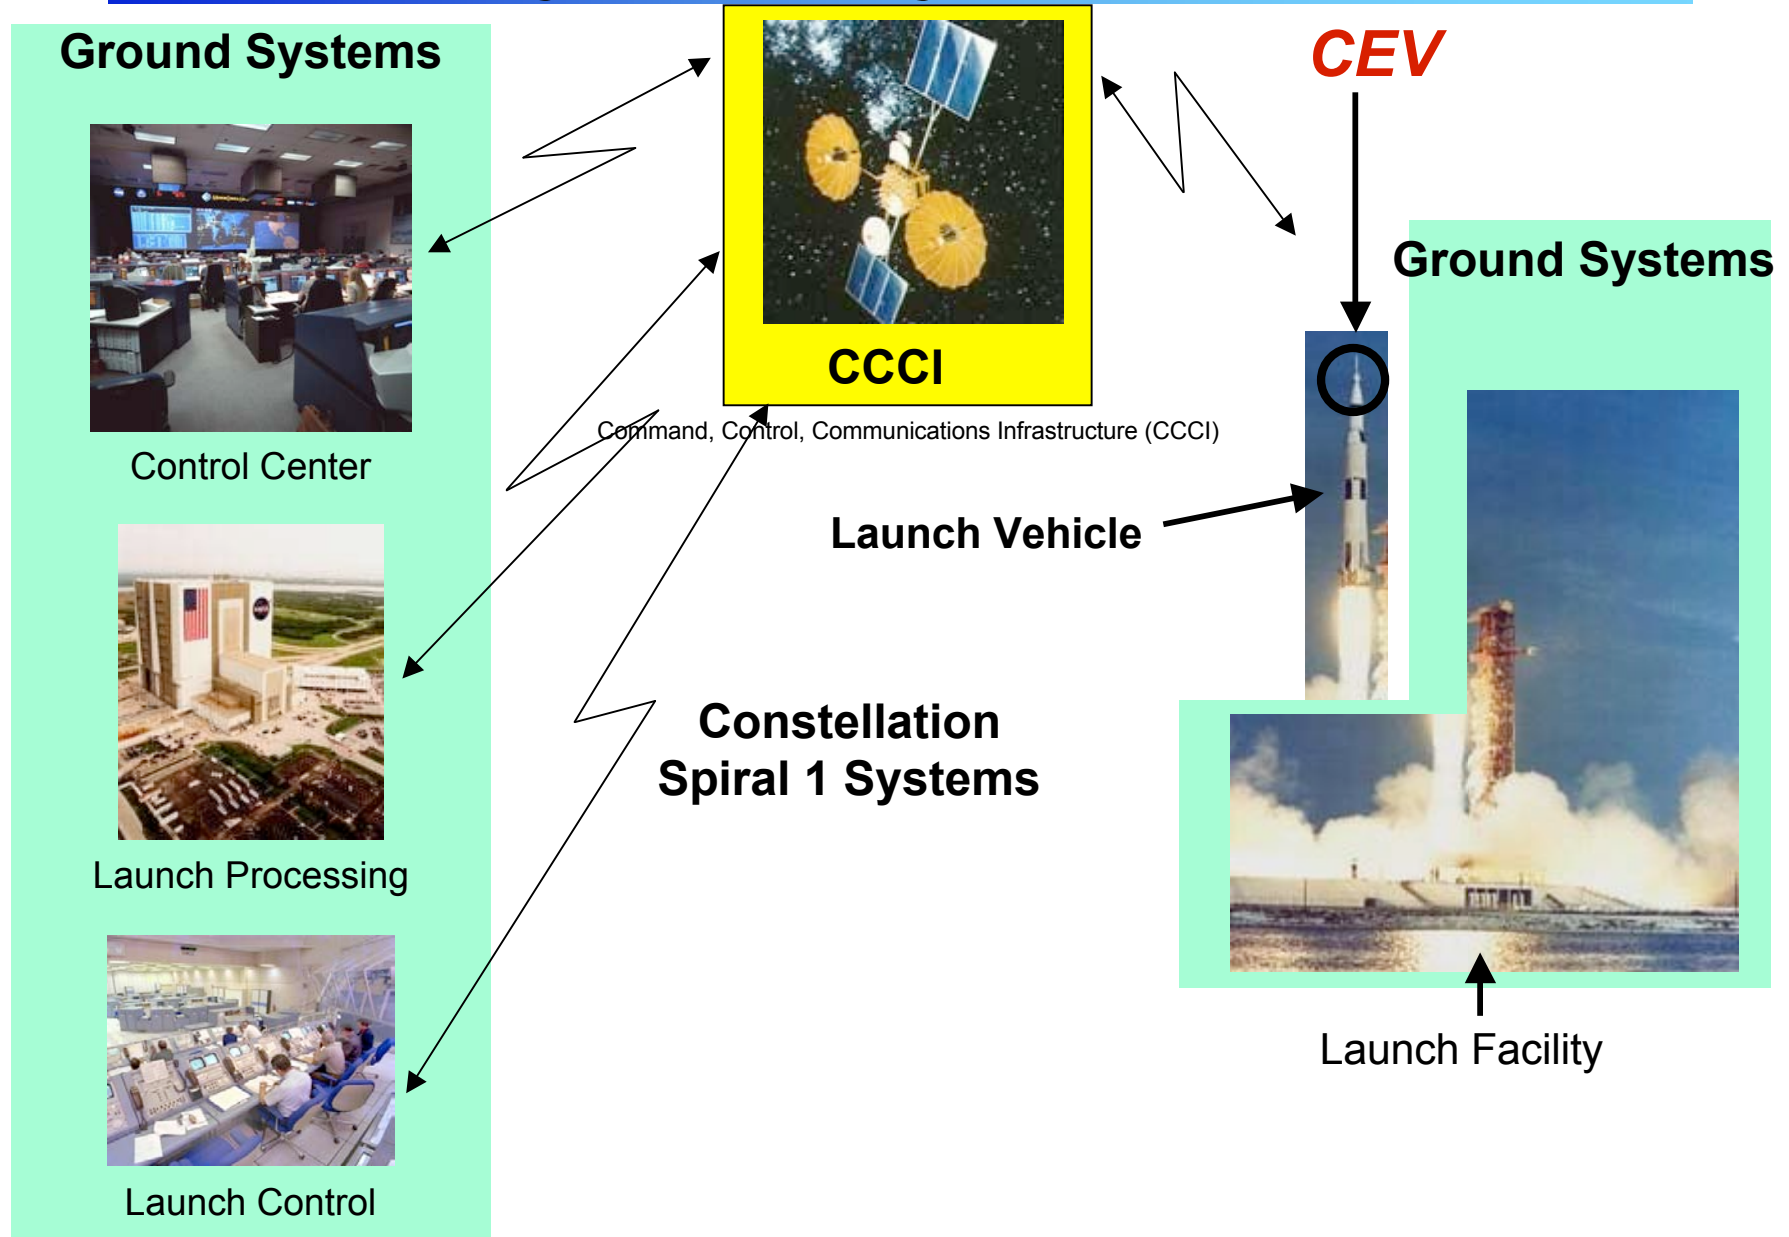 Ground Systems
CEV
Control Center
CCCI
Command, Control, Communications Infrastructure (CCCI)
Ground Systems
Launch Vehicle
Launch Processing
Constellation
Spiral 1 Systems
Launch Control
Launch Facility